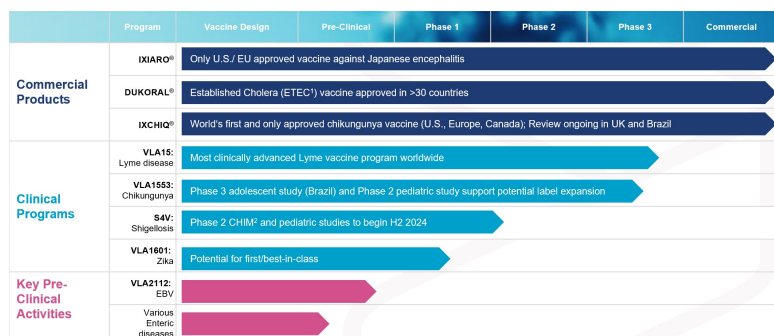 Program Vaccine Design Pre-Clinical Phase 1 Phase 2 Phase 3 Commercial
Commercial Products
IXIARO® Only U.S./ EU approved vaccine against Japanese encephalitis
DUKORAL® Established Cholera (ETEC¹) vaccine approved in >30 countries
IXCHIQ® World's first and only approved chikungunya vaccine (U.S., Europe, Canada); Review ongoing in UK and Brazil
Clinical Programs
VLA15:
Lyme disease
Most clinically advanced Lyme vaccine program worldwide
VLA1553:
Chikungunya
Phase 3 adolescent study (Brazil) and Phase 2 pediatric study support potential label expansion
S4V:
Shigellosis
Phase 2 CHIM² and pediatric studies to begin H2 2024
VLA1601:
Zika
Potential for first/best-in-class
Key Pre-
Clinical
Activities
VLA2112:
EBV
Various
Enteric
diseases